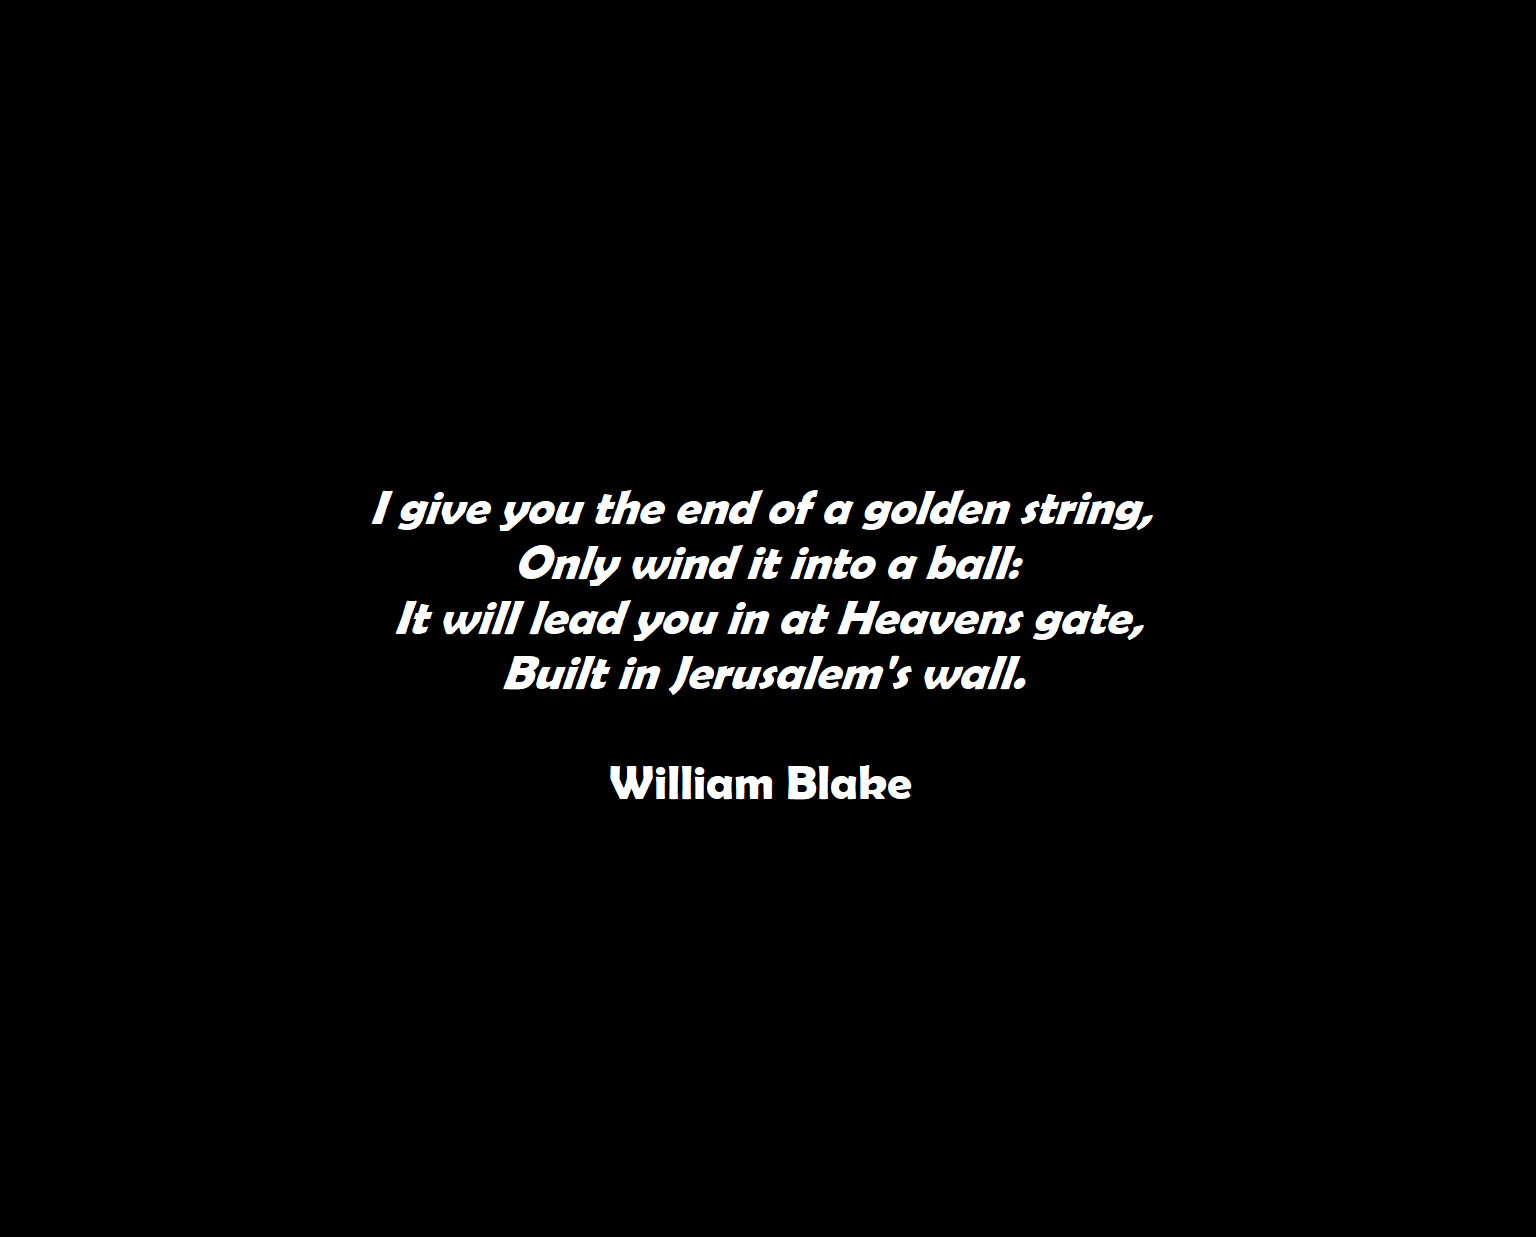 I give you the end of a golden string,
Only wind it into a ball:
It will lead you in at Heavens gate,
Built in Jerusalem's wall.
William Blake